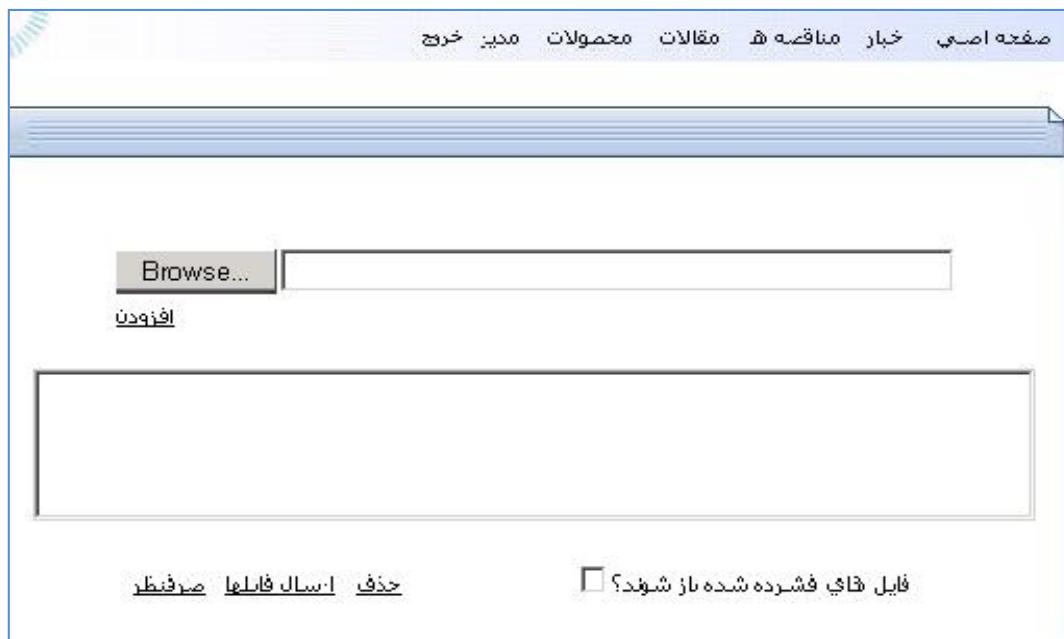 صفحه اصلي خبار مناقصه ه مقالات محصولات مدير خروج
Browse...
افزودن
فايل هاي فشرده شده باز شوند؟ حذف ارسال فايلها صرفنظر